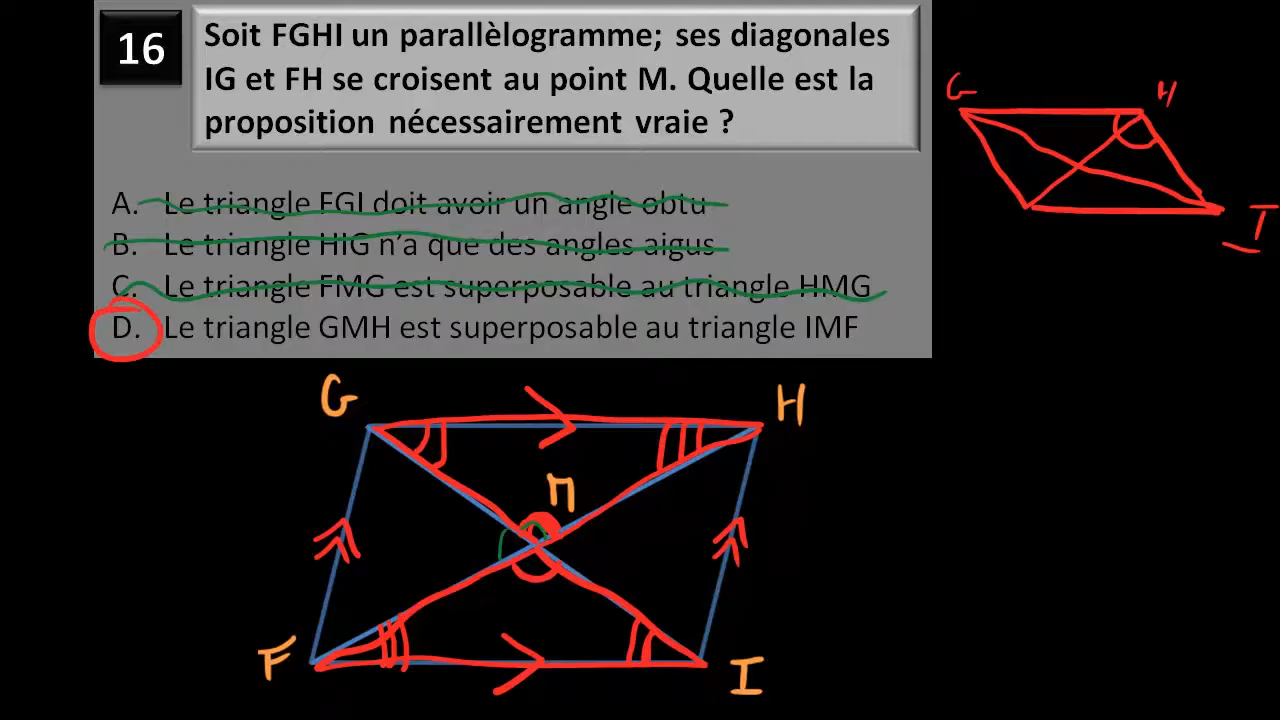 16
Soit FGHI un parallèlogramme; ses diagonales
IG et FH se croisent au point M. Quelle est la
proposition nécessairement vraie ?
A. Le triangle FGI doit avoir un angle obtu
B. Le triangle HIG n'a que des angles aigus
C. Le triangle FMG est superposable au triangle HMG
D. Le triangle GMH est superposable au triangle IMF
G H
I
G H
M
F I